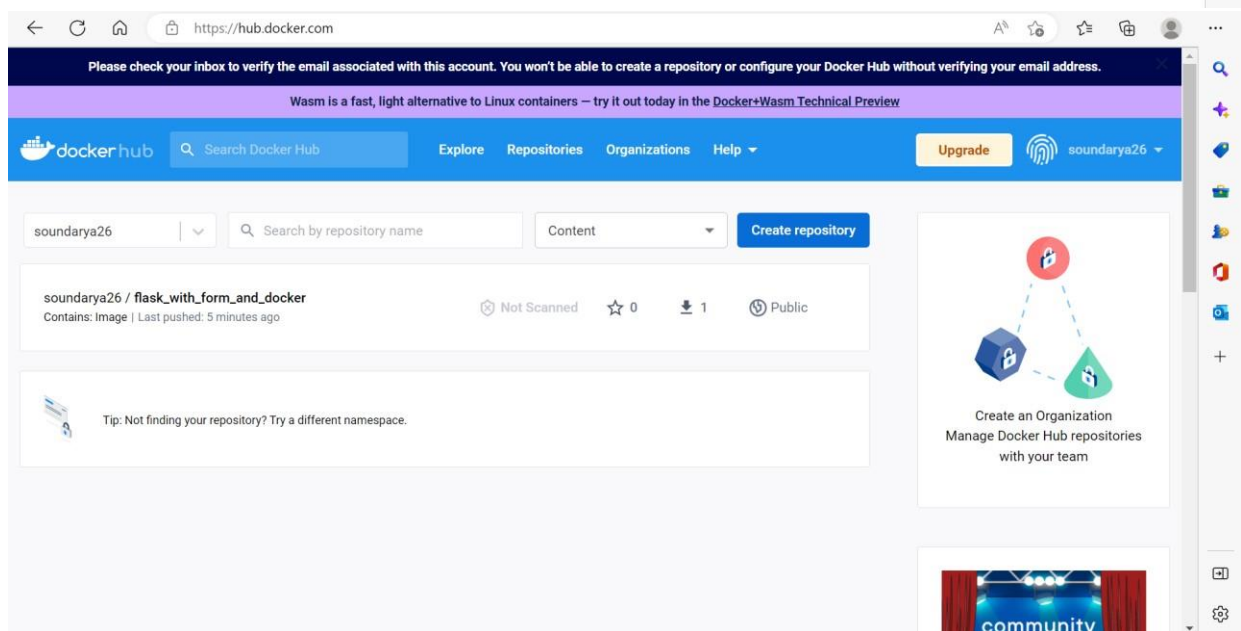 https://hub.docker.com
Please check your inbox to verify the email associated with this account. You won't be able to create a repository or configure your Docker Hub without verifying your email address.
Wasm is a fast, light alternative to Linux containers — try it out today in the Docker+Wasm Technical Preview
dockerhub
Search Docker Hub
Explore
Repositories
Organizations
Help
Upgrade
soundarya26
soundarya26
Search by repository name
Content
Create repository
soundarya26 / flask_with_form_and_docker
Contains: Image | Last pushed: 5 minutes ago
Not Scanned
0
1
Public
Tip: Not finding your repository? Try a different namespace.
Create an Organization
Manage Docker Hub repositories
with your team
community